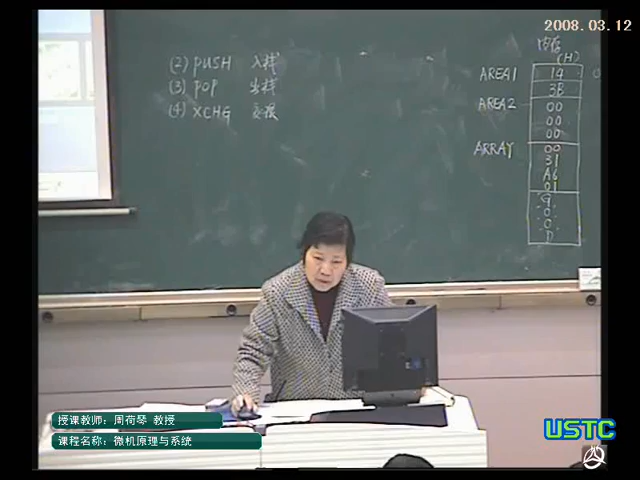 2008.03.12
(2) PUSH 入栈
(3) POP 出栈
(4) XCHG 交换
内存
(H)
AREA1 19
3B
AREA2 00
00
00
ARRAY 00
31
A6
01
授课教师: 周荷琴 教授
课程名称: 微机原理与系统
USTC